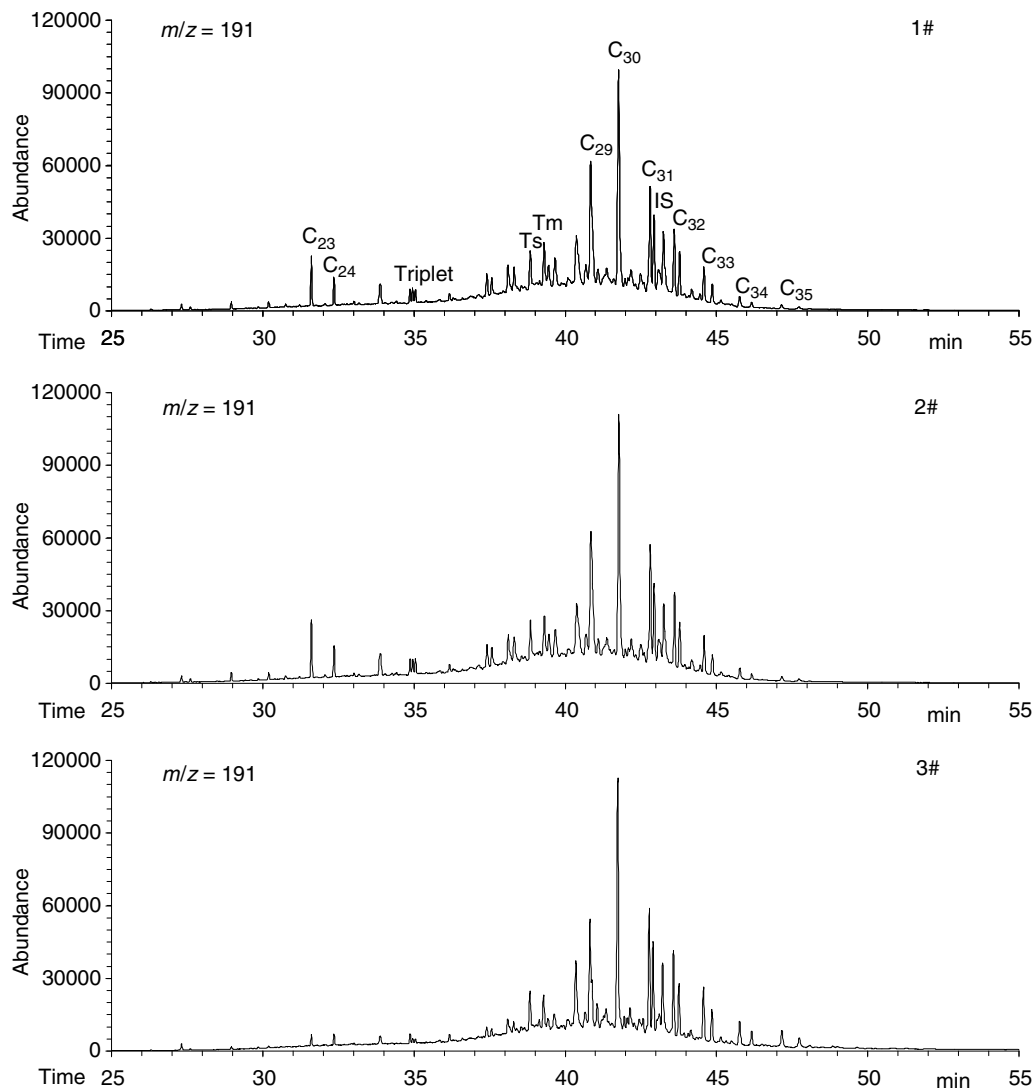 120000
m/z = 191
1#
C30
90000
Abundance
C29
60000
C31
IS
Tm
C32
30000
C23
Ts
C24
Triplet
C33
C34
C35
0
Time 25 30 35 40 45 min 55
120000
m/z = 191
2#
90000
Abundance
60000
30000
0
Time 25 30 35 40 45 50 min 55
120000
m/z = 191
3#
90000
Abundance
60000
30000
0
Time 25 30 35 40 45 50 min 55